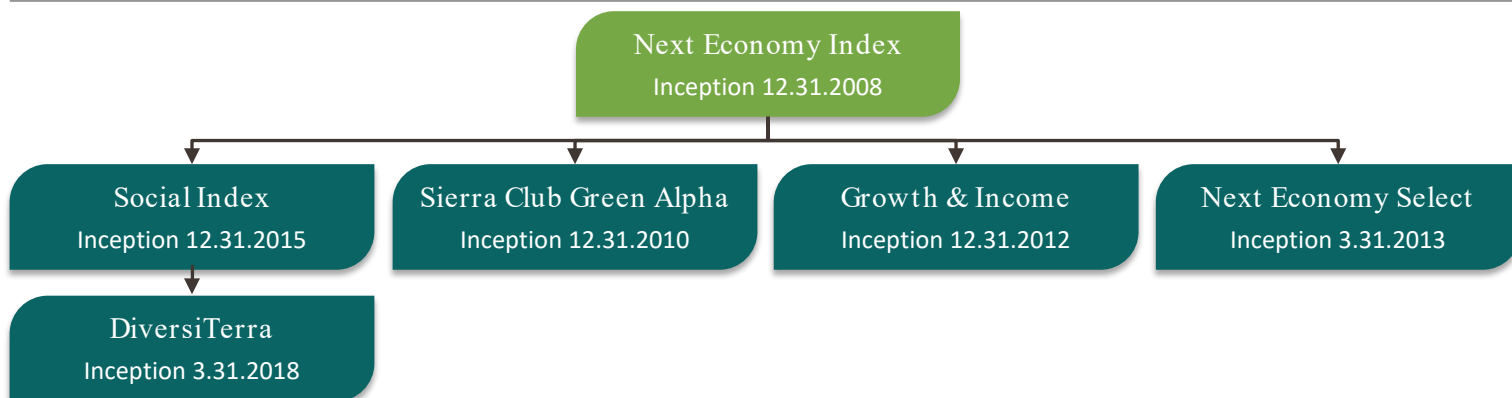 Next Economy Index
Inception 12.31.2008
Social Index
Inception 12.31.2015
Sierra Club Green Alpha
Inception 12.31.2010
Growth & Income
Inception 12.31.2012
Next Economy Select
Inception 3.31.2013
DiversiTerra
Inception 3.31.2018